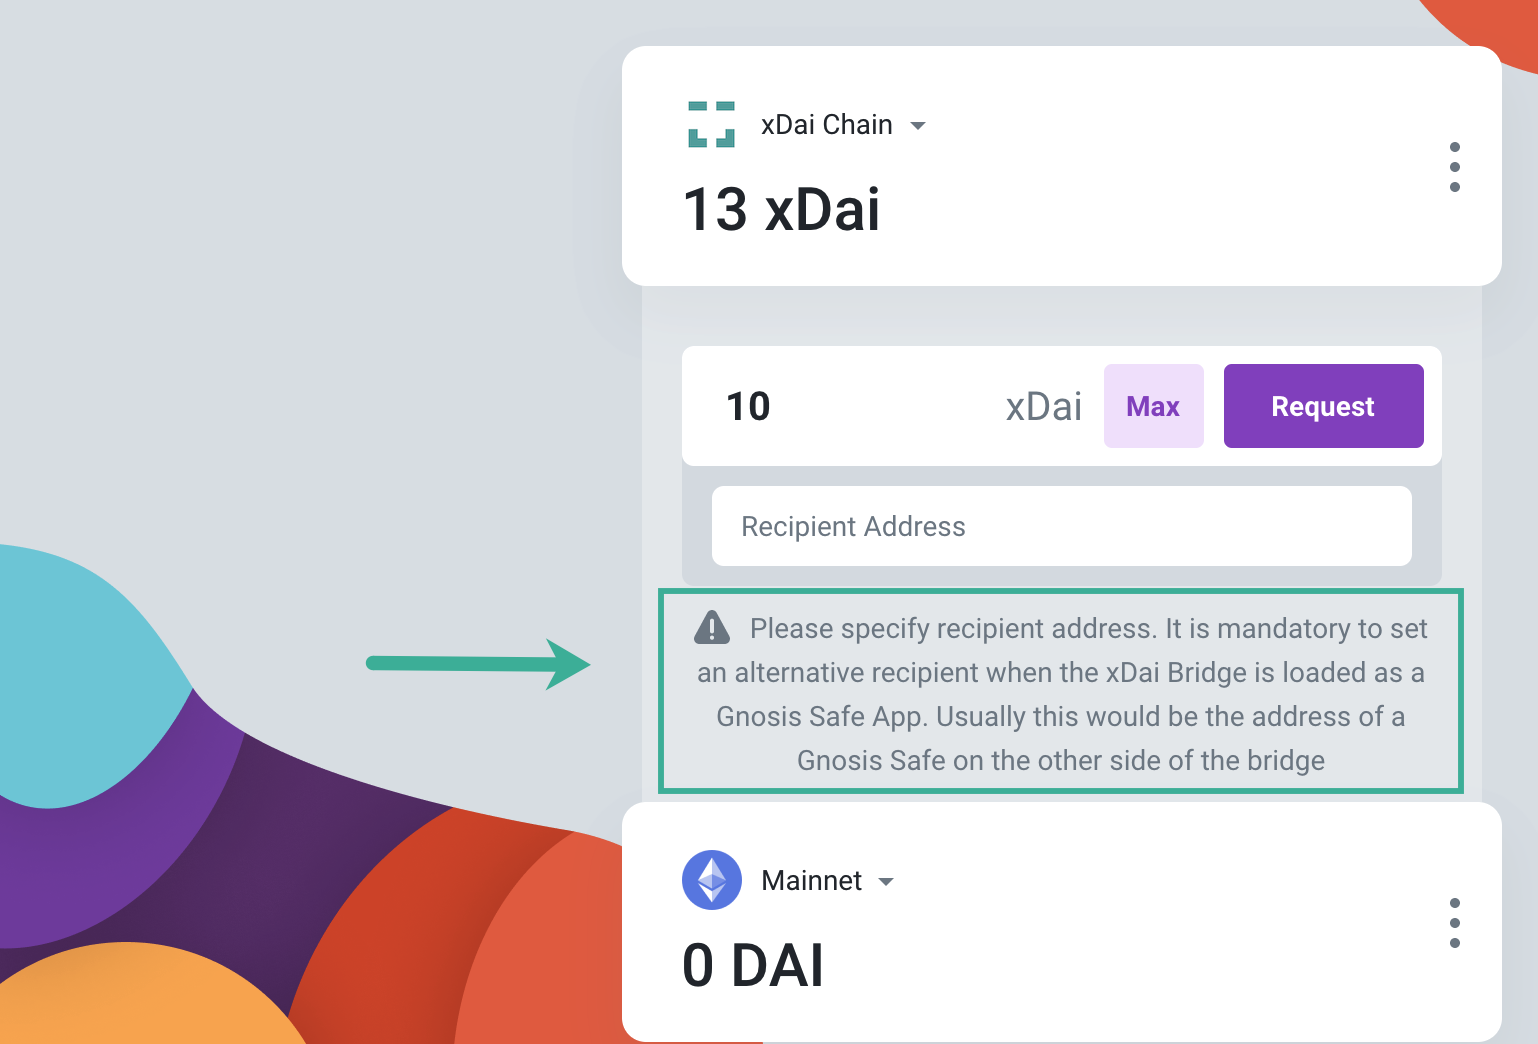 xDai Chain
13 xDai
10 xDai Max Request
Recipient Address
Please specify recipient address. It is mandatory to set
an alternative recipient when the xDai Bridge is loaded as a
Gnosis Safe App. Usually this would be the address of a
Gnosis Safe on the other side of the bridge
Mainnet
0 DAI